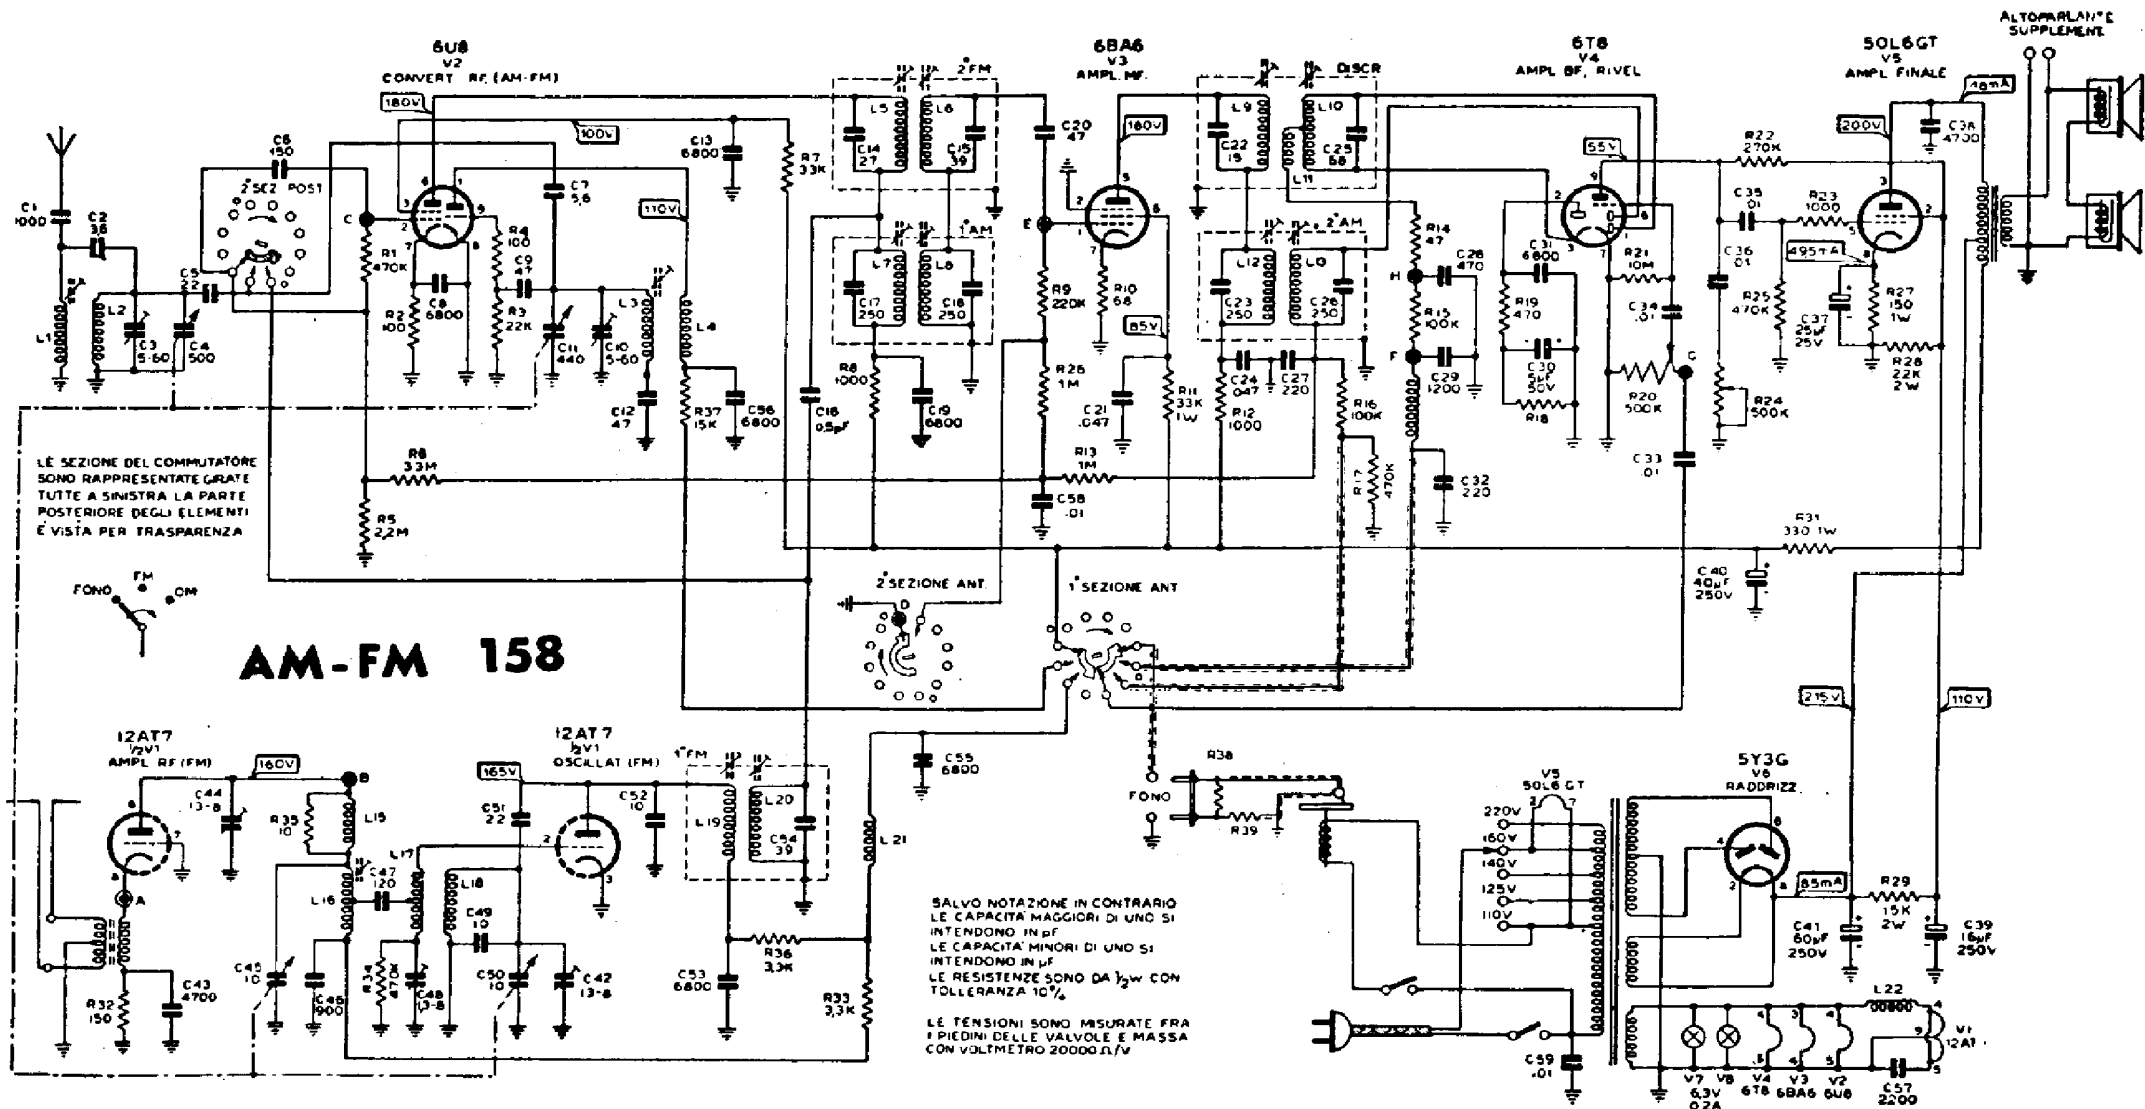 ALTOPARLANTE
SUPPLEMENT.
6U8
V2
CONVERT RF. (AM-FM)
6BA6
V3
AMPL. MF.
6T8
V4
AMPL BF, RIVEL
50L6GT
V5
AMPL FINALE
180V
100V
C13
6800
R7
33K
2°FM
L5
L6
C14
27
C15
39
C20
47
180V
DISCR
L9
L10
C22
15
C25
68
L11
55V
R22
270K
200V
48mA
C38
4700
C6
150
2°SEZ POST
C1
1000
C2
C5
22
L1
L2
C3
5-60
C4
500
C
R1
470K
R2
100
C8
6800
R4
100
C9
47
R3
22K
C7
5,6
110V
C11
440
C10
5-60
L3
L4
C12
47
R37
15K
C56
6800
1°AM
L7
L8
C17
250
C18
250
R8
1000
C16
0,5pF
C19
6800
E
R9
220K
R10
68
85V
R26
1M
C21
.047
R11
33K
1W
2°AM
L12
L13
C23
250
C26
250
C24
.047
C27
220
R12
1000
R16
100K
R17
470K
R14
47
H
C28
470
R15
100K
F
C29
1200
C32
220
C31
6800
R19
470
C30
5µF
50V
R18
R21
10M
C34
.01
G
R20
500K
C33
.01
C35
.01
R23
1000
C36
.01
R25
470K
R24
500K
C37
25µF
25V
R27
150
1W
R28
22K
2W
R6
3,3M
R5
2,2M
R13
1M
C58
.01
R31
330 1W
C40
40µF
250V
LE SEZIONE DEL COMMUTATORE
SONO RAPPRESENTATE GIRATE
TUTTE A SINISTRA LA PARTE
POSTERIORE DEGLI ELEMENTI
E' VISTA PER TRASPARENZA
FONO
FM
OM
AM-FM 158
2°SEZIONE ANT.
D
1°SEZIONE ANT
215V
110V
12AT7
½V1
AMPL RF (FM)
160V
C44
13-8
B
R35
10
L15
A
R32
150
C43
4700
L16
C45
10
C46
900
C47
120
L17
R34
470K
C48
13-8
L18
C49
10
C50
10
C42
13-8
12AT7
½V1
OSCILLAT (FM)
165V
C51
22
C52
10
1°FM
L19
L20
C54
39
C53
6800
R36
3,3K
R33
3,3K
C55
6800
L21
FONO
R38
R39
SALVO NOTAZIONE IN CONTRARIO
LE CAPACITA' MAGGIORI DI UNO SI
INTENDONO IN pF
LE CAPACITA' MINORI DI UNO SI
INTENDONO IN µF
LE RESISTENZE SONO DA ½W CON
TOLLERANZA 10%
LE TENSIONI SONO MISURATE FRA
I PIEDINI DELLE VALVOLE E MASSA
CON VOLTMETRO 20000Ω/V
V5
50L6GT
220V
160V
140V
125V
110V
C59
.01
5Y3G
V6
RADDRIZZ.
85mA
R29
15K
2W
C41
60µF
250V
C39
16µF
250V
L22
V1
12AT
V7
6,3V
0,2A
V8
V4
6T8
V3
6BA6
V2
6U8
C57
2200